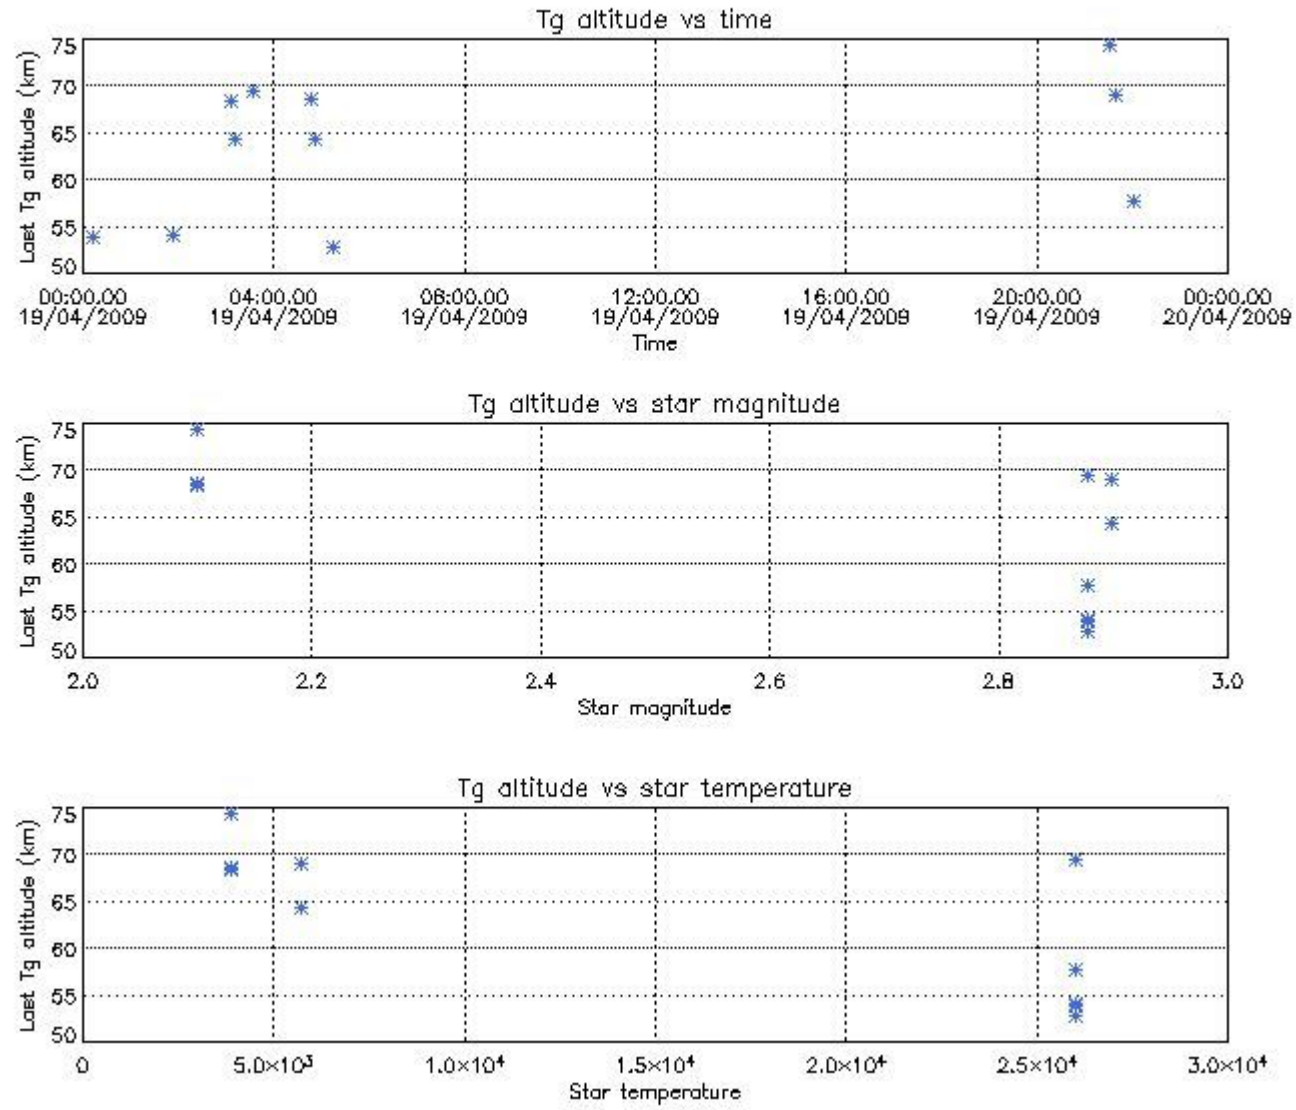 Tg altitude vs time
Last Tg altitude (km)
75
70
65
60
55
50
00:00.00 04:00.00 08:00.00 12:00.00 16:00.00 20:00.00 00:00.00
19/04/2009 19/04/2009 19/04/2009 19/04/2009 19/04/2009 19/04/2009 20/04/2009
Time
Tg altitude vs star magnitude
Last Tg altitude (km)
75
70
65
60
55
50
2.0 2.2 2.4 2.6 2.8 3.0
Star magnitude
Tg altitude vs star temperature
Last Tg altitude (km)
75
70
65
60
55
50
0 5.0×10³ 1.0×10⁴ 1.5×10⁴ 2.0×10⁴ 2.5×10⁴ 3.0×10⁴
Star temperature